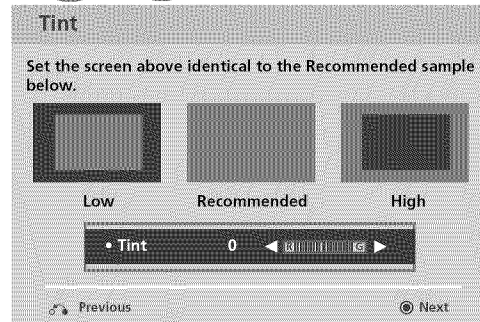 Tint
Set the screen above identical to the Recommended sample
below.
Low Recommended High
• Tint 0 R G
Previous Next